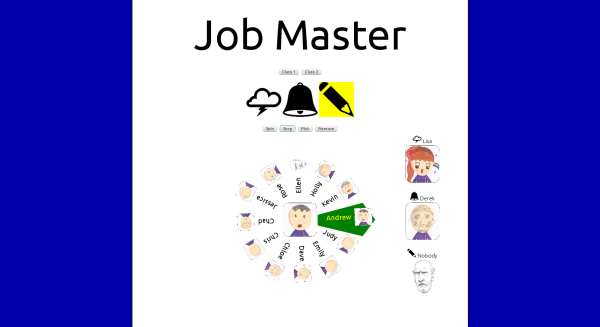 Job Master
Class 1 Class 2
Spin Stop Pick Remove
Lisa
Derek
Nobody
Ellen
Holly
Kevin
Andrew
Judy
Emily
Dave
Chloe
Chris
Chad
Jessica
Rose